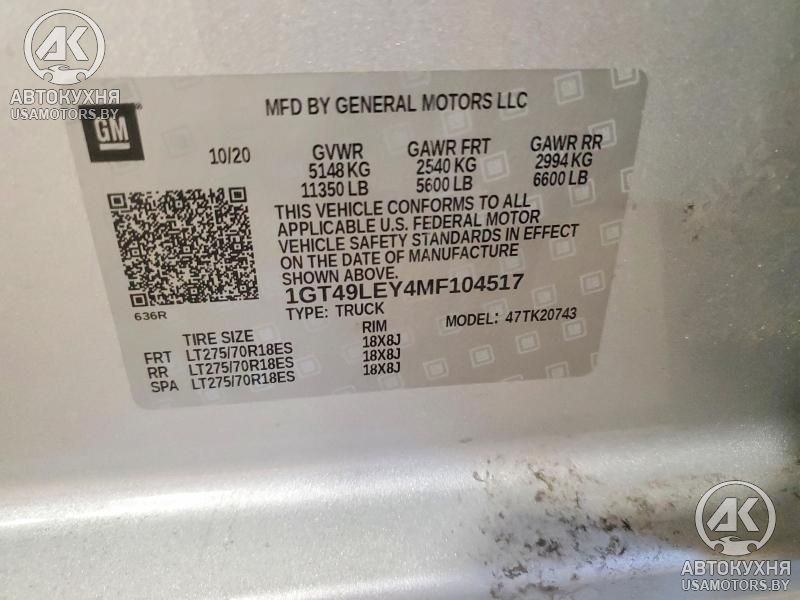 АВТОКУХНЯ
USAMOTORS.BY
GM
MFD BY GENERAL MOTORS LLC
10/20 GVWR GAWR FRT GAWR RR
5148 KG 2540 KG 2994 KG
11350 LB 5600 LB 6600 LB
THIS VEHICLE CONFORMS TO ALL
APPLICABLE U.S. FEDERAL MOTOR
VEHICLE SAFETY STANDARDS IN EFFECT
ON THE DATE OF MANUFACTURE
SHOWN ABOVE.
1GT49LEY4MF104517
636R
TYPE: TRUCK MODEL: 47TK20743
TIRE SIZE RIM
FRT LT275/70R18ES 18X8J
RR LT275/70R18ES 18X8J
SPA LT275/70R18ES 18X8J
АВТОКУХНЯ
USAMOTORS.BY